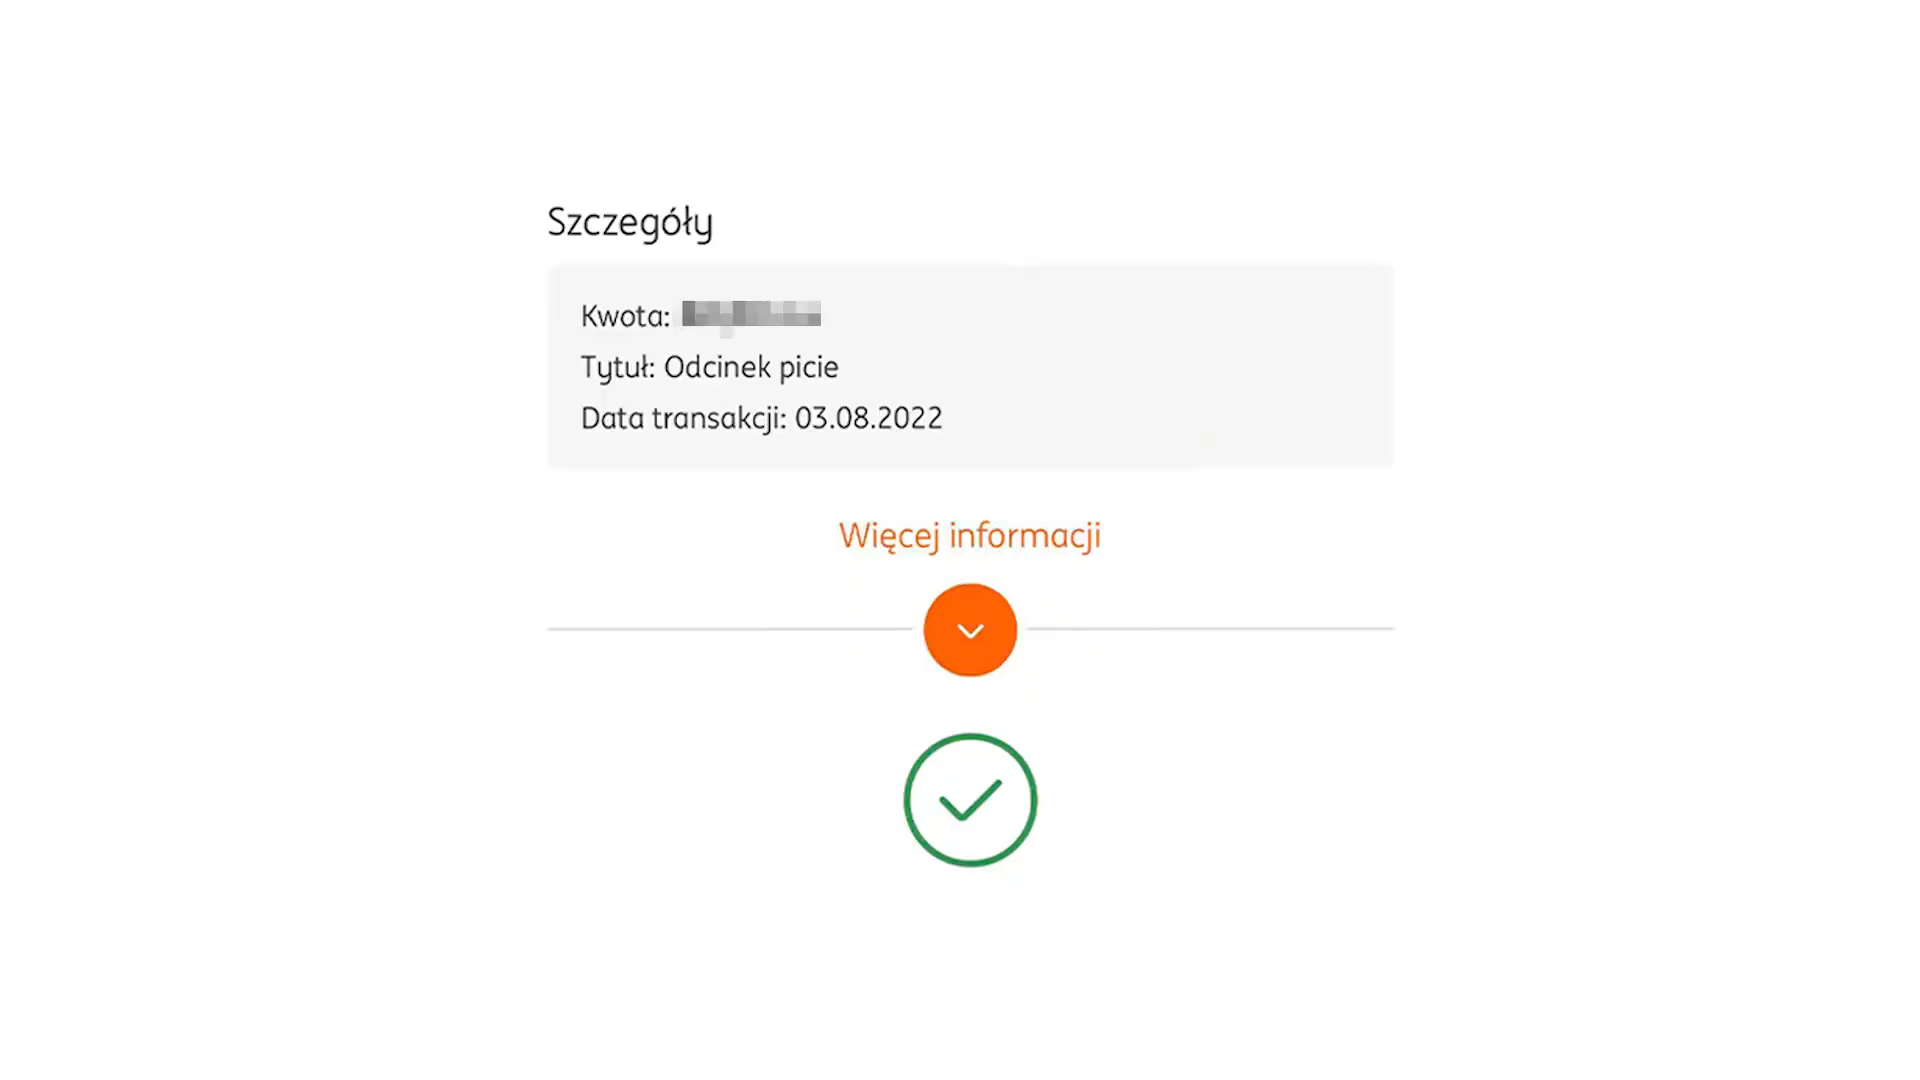 Szczegóły
Kwota:
Tytuł: Odcinek picie
Data transakcji: 03.08.2022
Więcej informacji